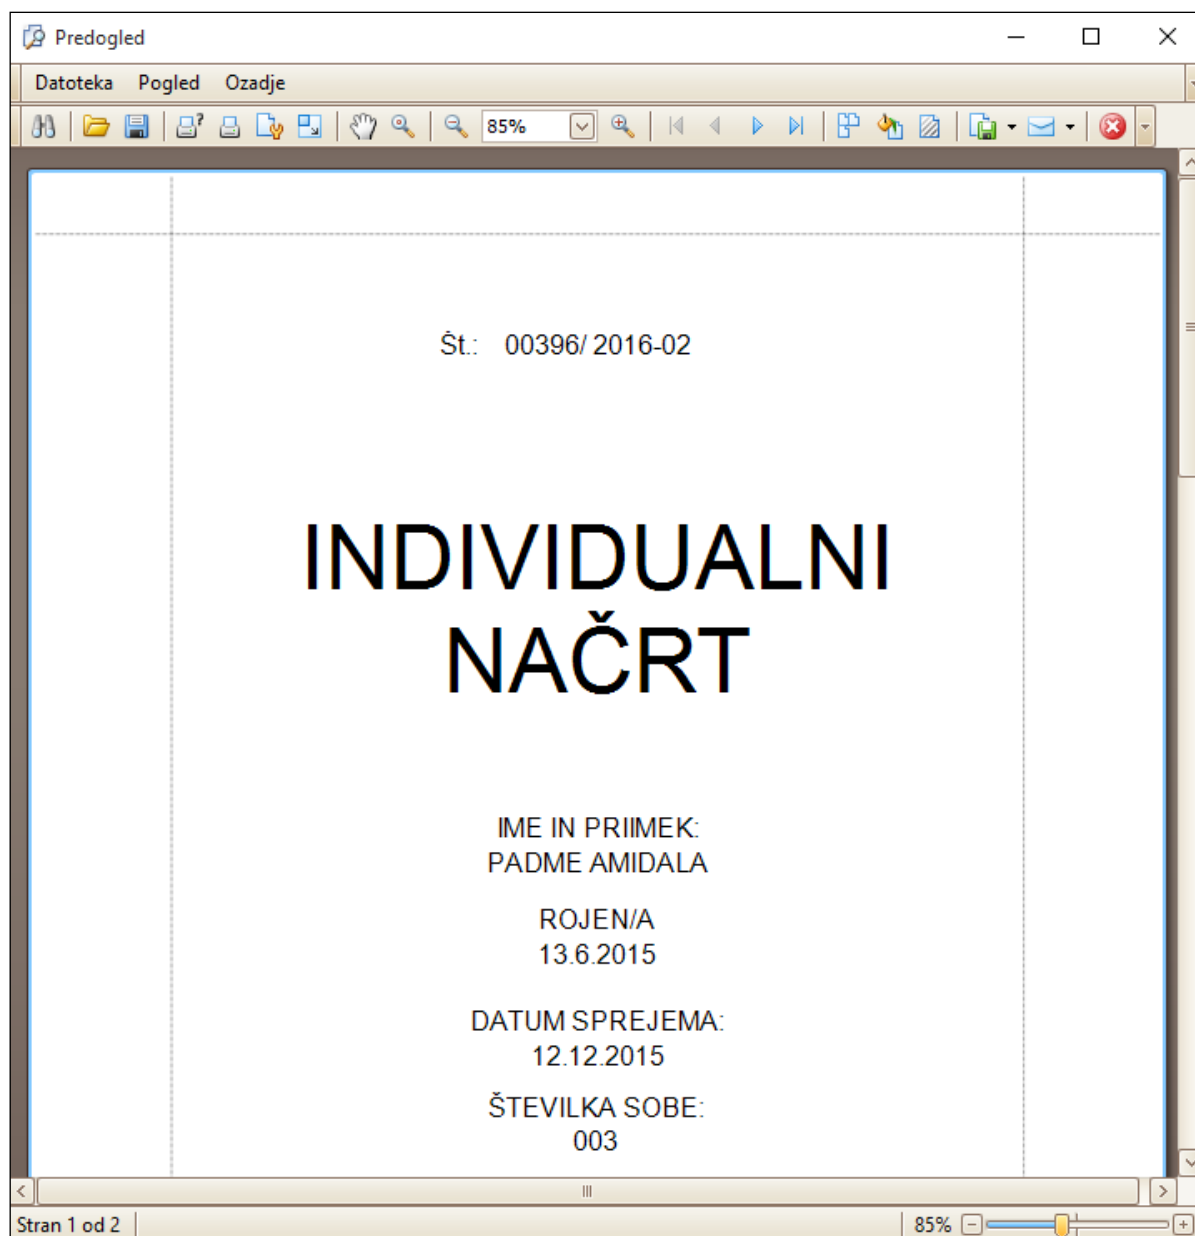 Predogled
Datoteka Pogled Ozadje
85%
Št.: 00396/ 2016-02
INDIVIDUALNI
NAČRT
IME IN PRIIMEK:
PADME AMIDALA
ROJEN/A
13.6.2015
DATUM SPREJEMA:
12.12.2015
ŠTEVILKA SOBE:
003
Stran 1 od 2 85%